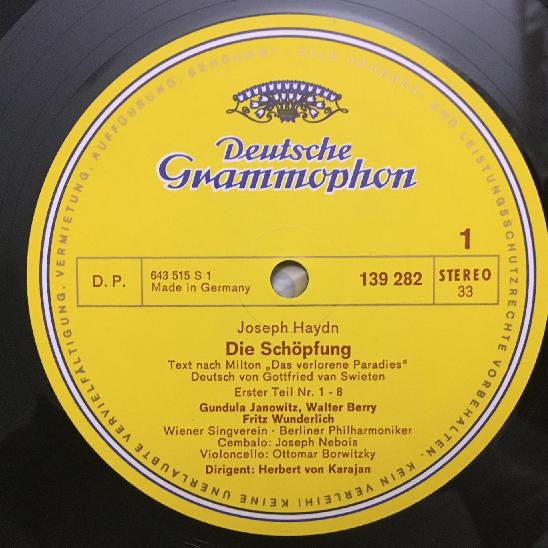 Deutsche
Grammophon
1
D. P.
643 515 S 1
Made in Germany
139 282
STEREO
33
Joseph Haydn
Die Schöpfung
Text nach Milton „Das verlorene Paradies“
Deutsch von Gottfried van Swieten
Erster Teil Nr. 1 - 8
Gundula Janowitz, Walter Berry
Fritz Wunderlich
Wiener Singverein · Berliner Philharmoniker
Cembalo: Joseph Nebois
Violoncello: Ottomar Borwitzky
Dirigent: Herbert von Karajan
ALLE URHEBER- UND LEISTUNGSSCHUTZRECHTE VORBEHALTEN. KEIN VERLEIH! KEINE UNERLAUBTE VERVIELFÄLTIGUNG, VERMIETUNG, AUFFÜHRUNG, SENDUNG!